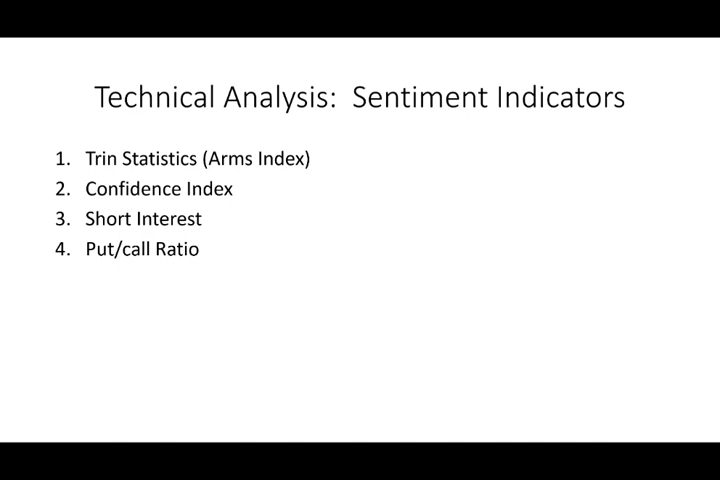 Technical Analysis:  Sentiment Indicators
1. Trin Statistics (Arms Index)
2. Confidence Index
3. Short Interest
4. Put/call Ratio